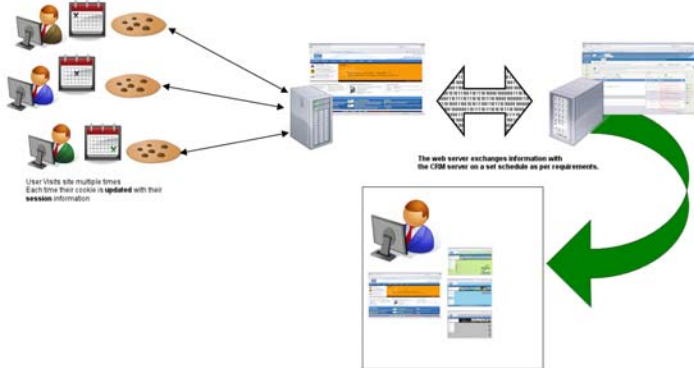 The web server exchanges information with
the CRM server on a set schedule as per requirements.
User Visits site multiple times
Each time their cookie is updated with their
session information